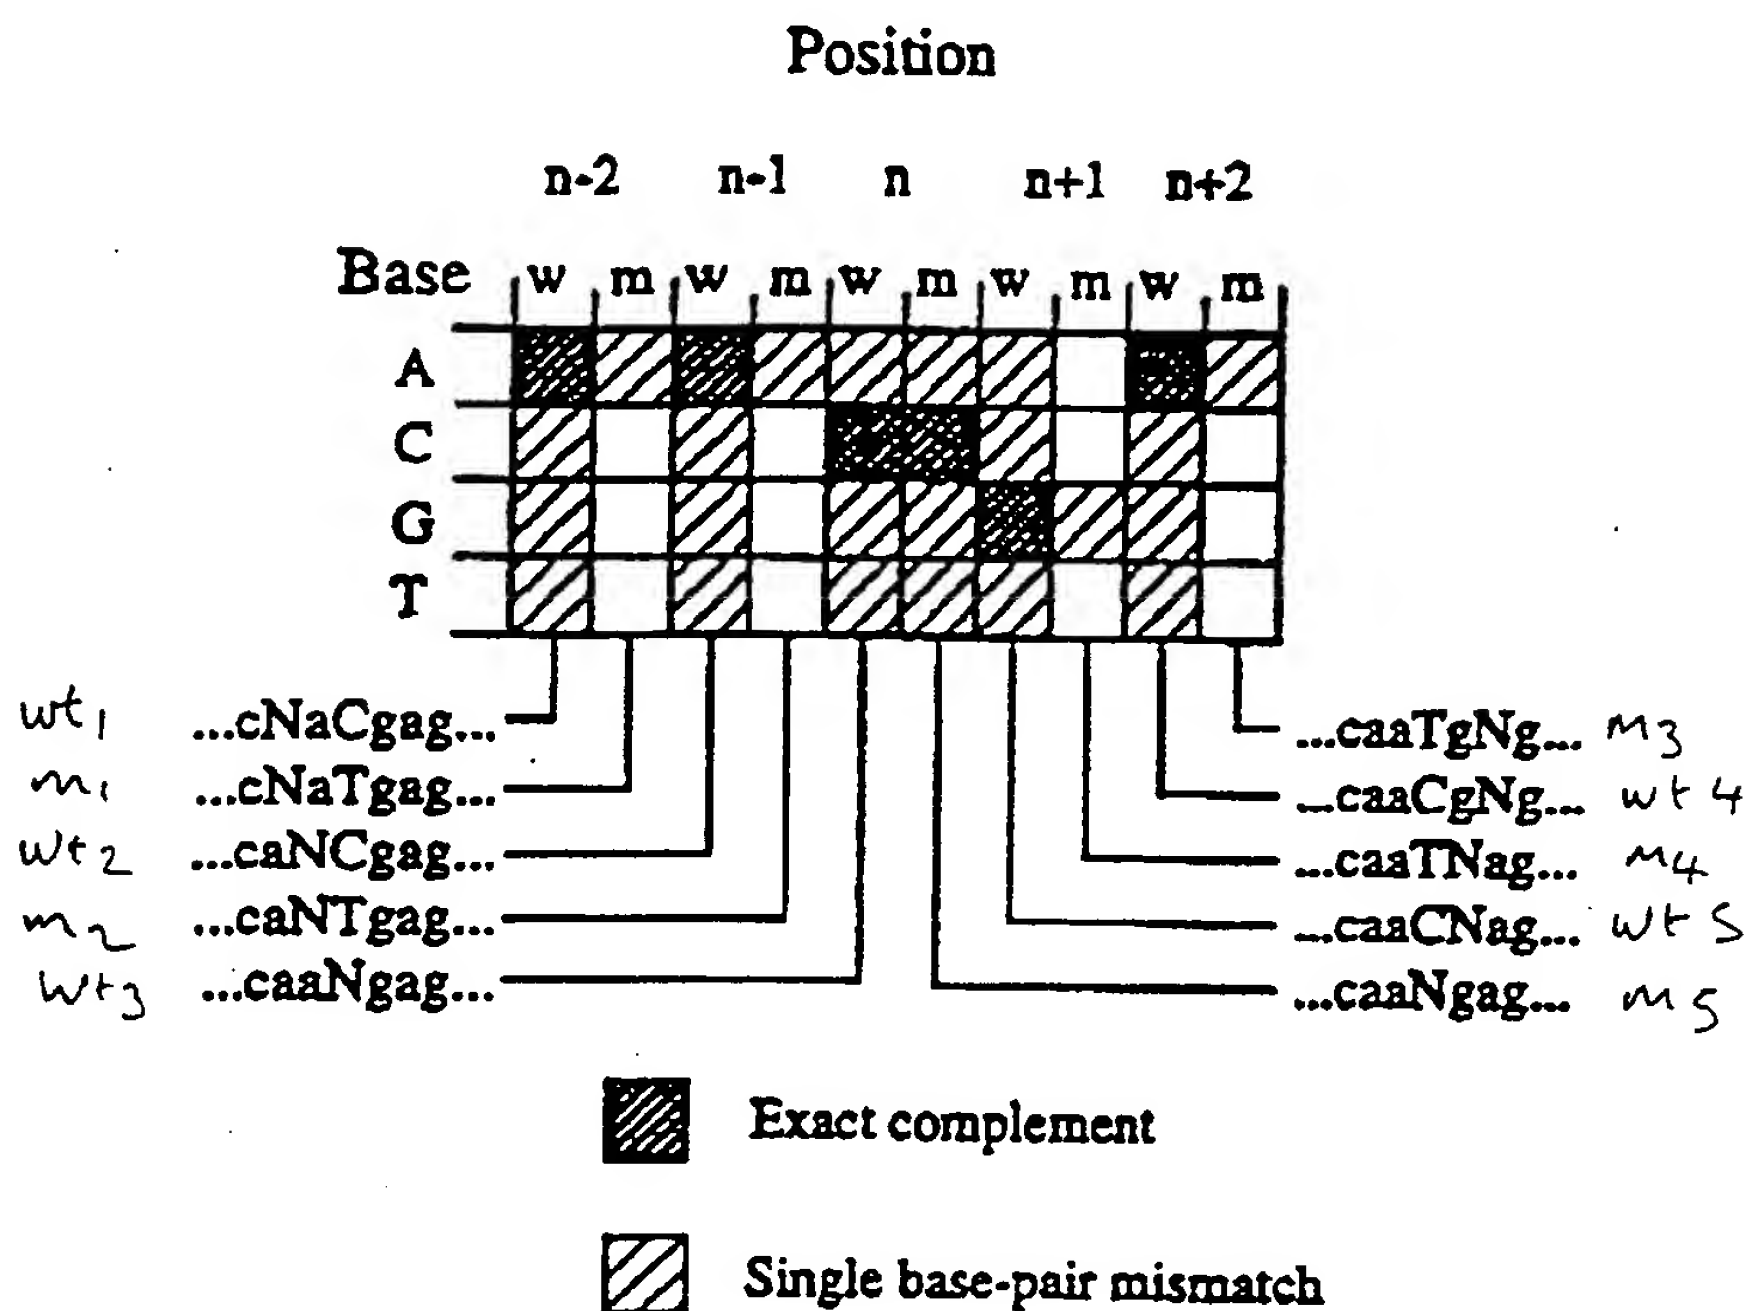 Position
n-2 n-1 n n+1 n+2
Base w m w m w m w m w m
A
C
G
T
wt1 ...cNaCgag...
m1 ...cNaTgag...
wt2 ...caNCgag...
m2 ...caNTgag...
wt3 ...caaNgag...
...caaTgNg... m3
...caaCgNg... wt4
...caaTNag... m4
...caaCNag... wt5
...caaNgag... m5
Exact complement
Single base-pair mismatch